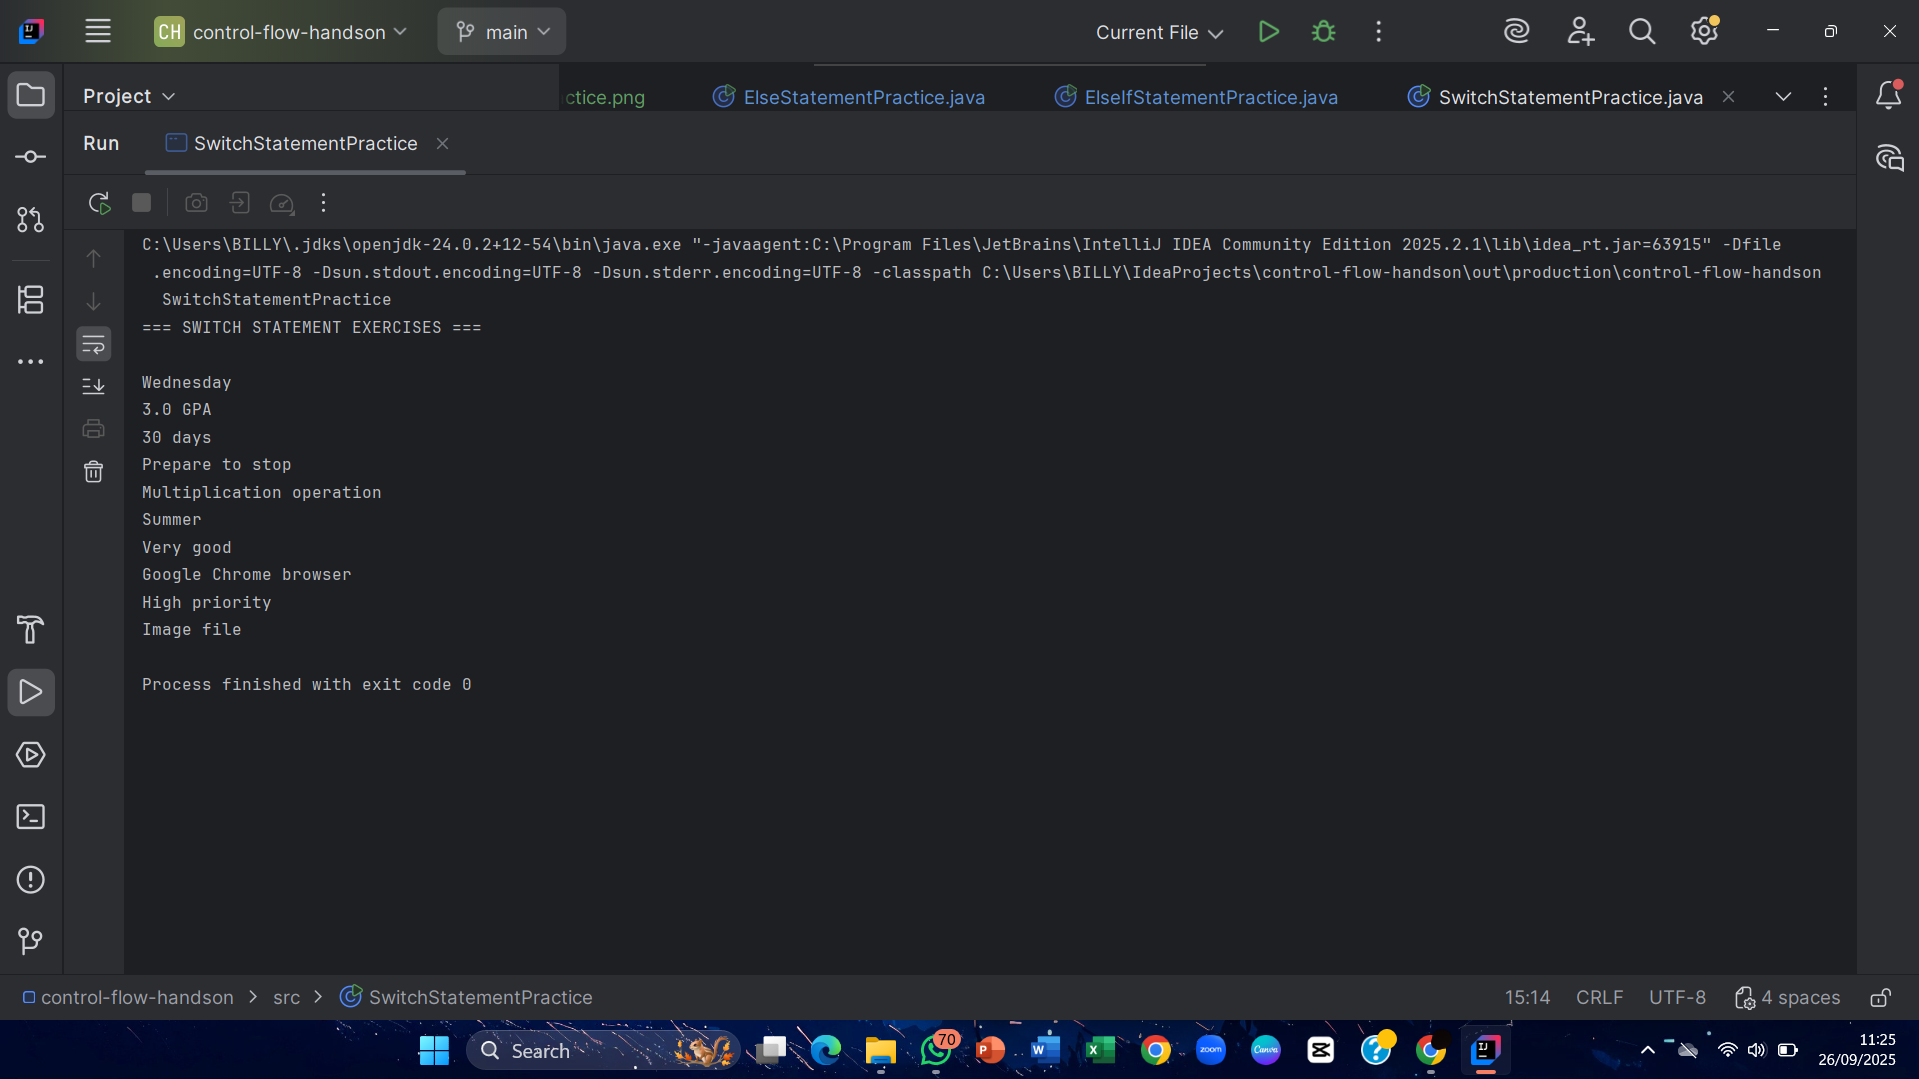 CH control-flow-handson main Current File
Project ctice.png ElseStatementPractice.java ElseIfStatementPractice.java SwitchStatementPractice.java
Run SwitchStatementPractice
C:\Users\BILLY\.jdks\openjdk-24.0.2+12-54\bin\java.exe "-javaagent:C:\Program Files\JetBrains\IntelliJ IDEA Community Edition 2025.2.1\lib\idea_rt.jar=63915" -Dfile
.encoding=UTF-8 -Dsun.stdout.encoding=UTF-8 -Dsun.stderr.encoding=UTF-8 -classpath C:\Users\BILLY\IdeaProjects\control-flow-handson\out\production\control-flow-handson
SwitchStatementPractice
=== SWITCH STATEMENT EXERCISES ===
Wednesday
3.0 GPA
30 days
Prepare to stop
Multiplication operation
Summer
Very good
Google Chrome browser
High priority
Image file
Process finished with exit code 0
control-flow-handson > src > SwitchStatementPractice 15:14 CRLF UTF-8 4 spaces
Search 70 P W X zoom Canva IJ 11:25
26/09/2025